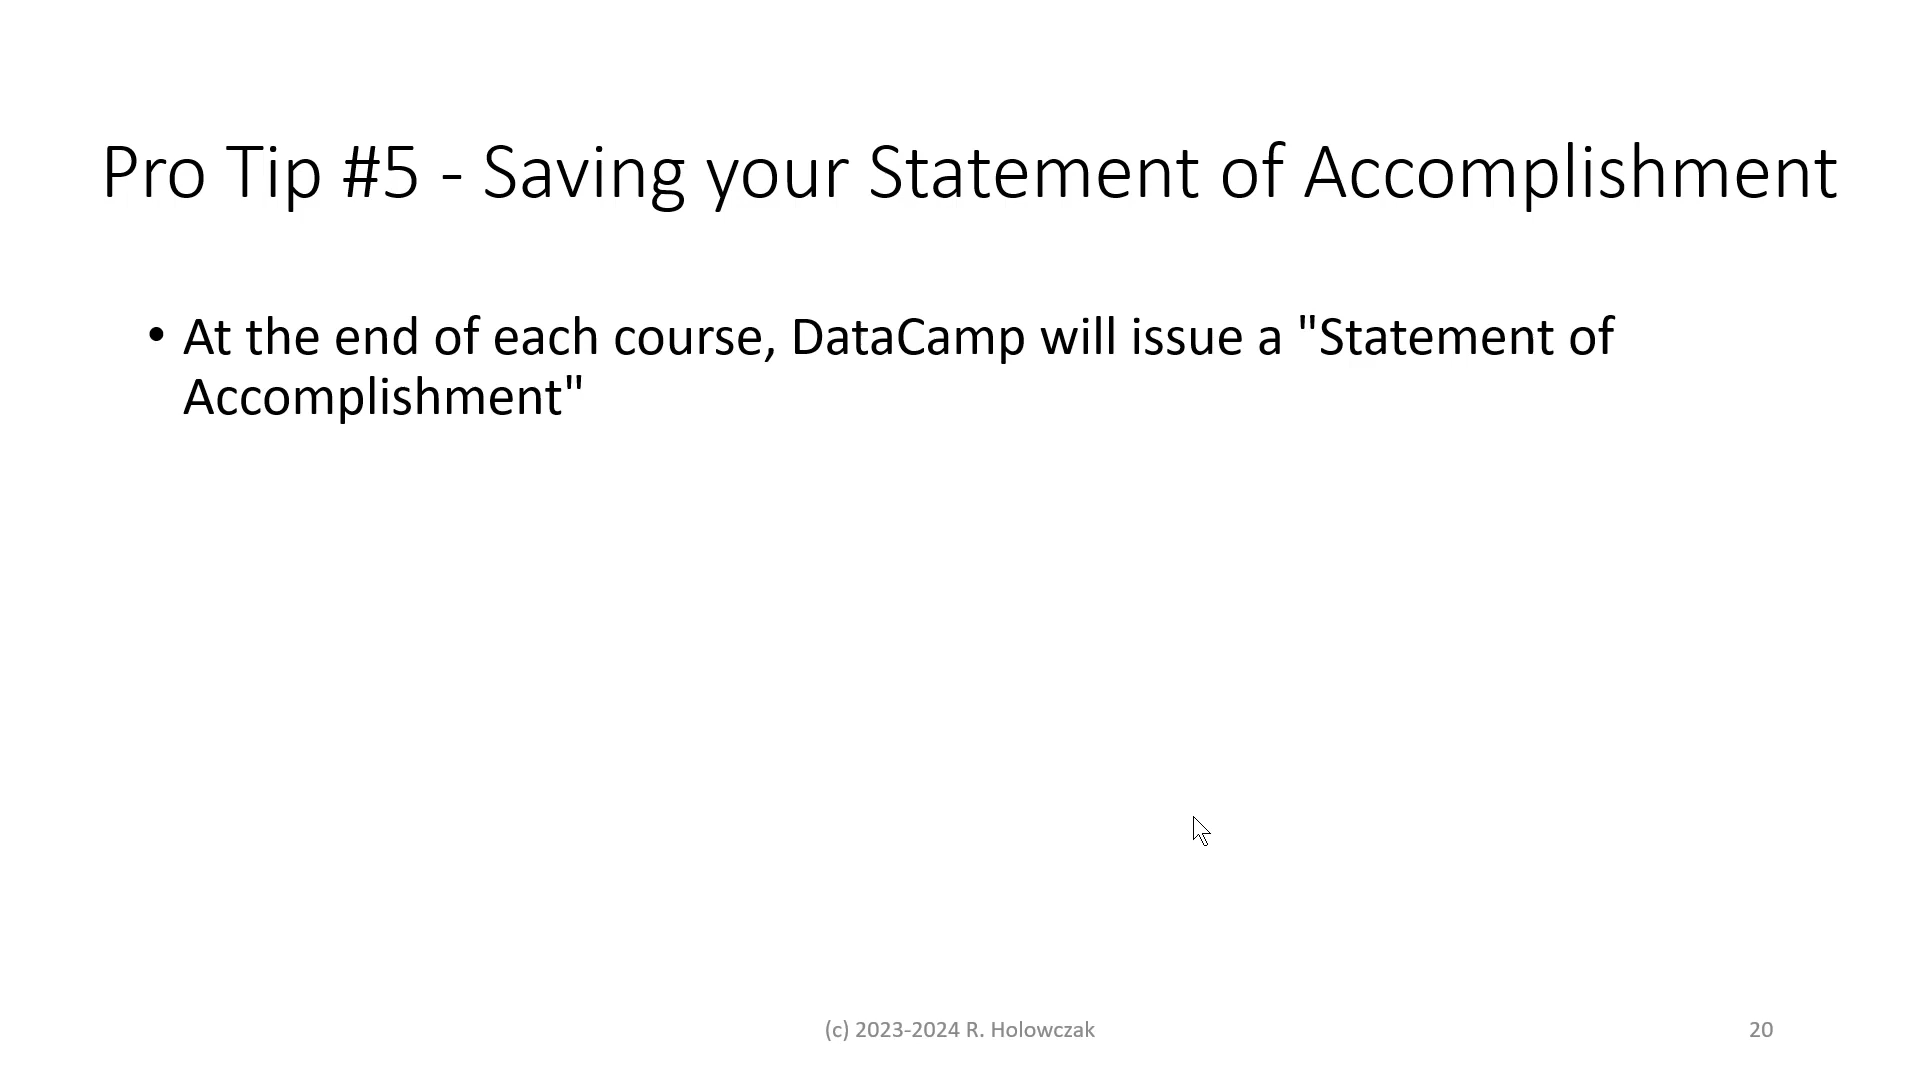 Pro Tip #5 - Saving your Statement of Accomplishment
• At the end of each course, DataCamp will issue a "Statement of
Accomplishment"
(c) 2023-2024 R. Holowczak
20